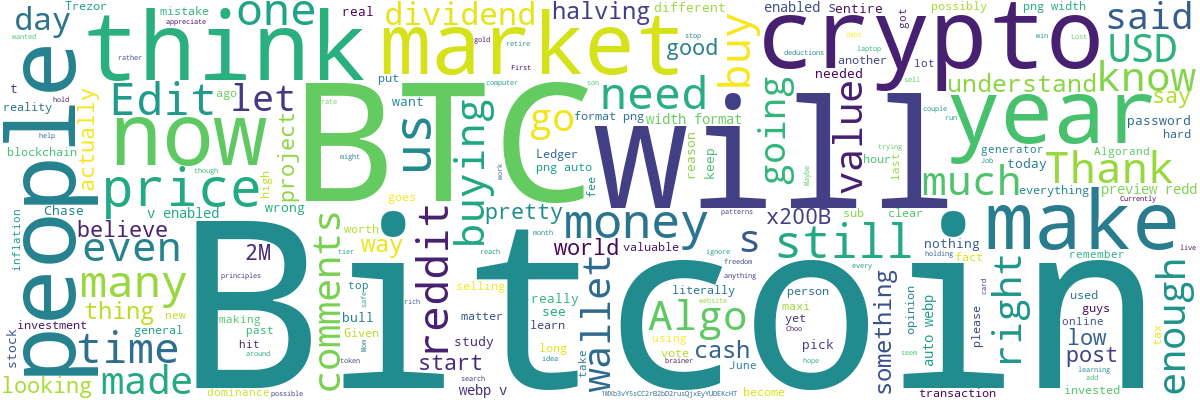 Trezor
day
mistake
appreciate
one
real
dividend
halving
different
enabled
S
entire
got
possibly
png width
said
wanted
think
market
crypto
gold
stop
retire
rather
First
good
buy
win
Lost
debt
laptop
deductions
lot
another
USD
people
t
reality
blockchain
actually
Edit
ago
let
put
want
us
computer
son
need
needed
understand
know
sell
say
hold
help
now
project
high
rate
BTC
might
buying
go
format png
width format
going
value
hour
last
couple
run
year
password
hard
though
will
Ledger
png auto
fee
work
reason
keep
trying
Maybe
generator
Job
today
Algorand
Thank
price
v enabled
wrong
goes
much
everything
preview redd
Currently
inflation
Chase
believe
even
2M
comments
worth
way
tier
reddit
pretty
reach
month
money
world
patterns
valuable
ignore
x200B
s
sub
clear
freedom
anything
still
every
make
nothing
fact
holding
remember
live
many
principles
top
bull
safe
rich
Bitcoin
really
see
selling
matter
literally
website
person
maxi
something
opinion
right
card
enough
thing
new
general
making
past
investment
hit
around
Given
Mom
token
study
learn
long
idea
wallet
take
using
vote
Algo
brainer
yet
Choo
pick
hope
seem
auto webp
please
used
guys
online
low
post
tax
stock
time
looking
made
dominance
possible
start
search
webp v
cash
June
become
1MXb3vY5sCC2rB2bD2rusQjxEyYUDEKcHT
transaction
learning
add
invested